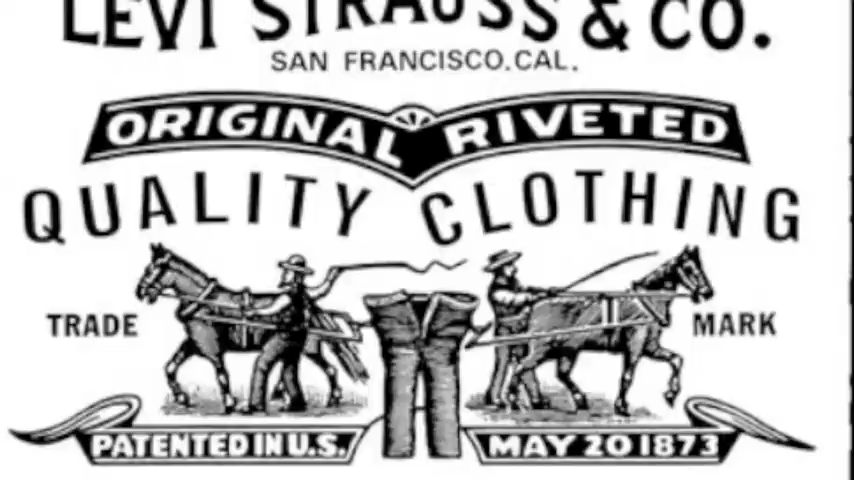 LEVI STRAUSS & CO.
SAN FRANCISCO. CAL.
ORIGINAL RIVETED
QUALITY CLOTHING
TRADE MARK
PATENTED IN U.S. MAY 20 1873